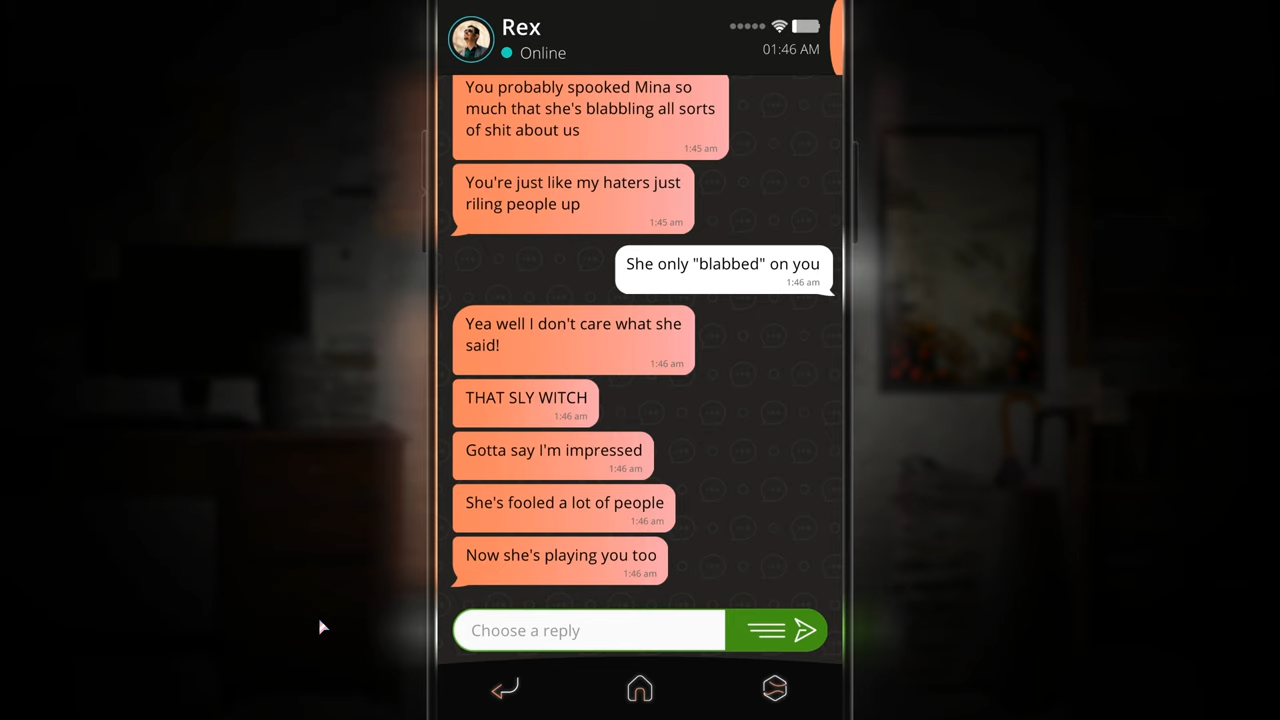 Rex
Online
01:46 AM
You probably spooked Mina so
much that she's blabbling all sorts
of shit about us
1:45 am
You're just like my haters just
riling people up
1:45 am
She only "blabbed" on you
1:46 am
Yea well I don't care what she
said!
1:46 am
THAT SLY WITCH
1:46 am
Gotta say I'm impressed
1:46 am
She's fooled a lot of people
1:46 am
Now she's playing you too
1:46 am
Choose a reply